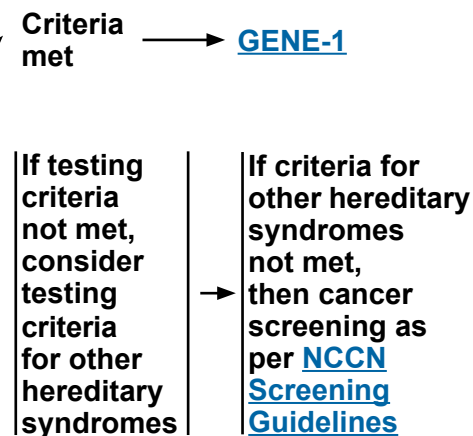 Criteria
met
GENE-1
If testing
criteria
not met,
consider
testing
criteria
for other
hereditary
syndromes
If criteria for
other hereditary
syndromes
not met,
then cancer
screening as
per NCCN
Screening
Guidelines